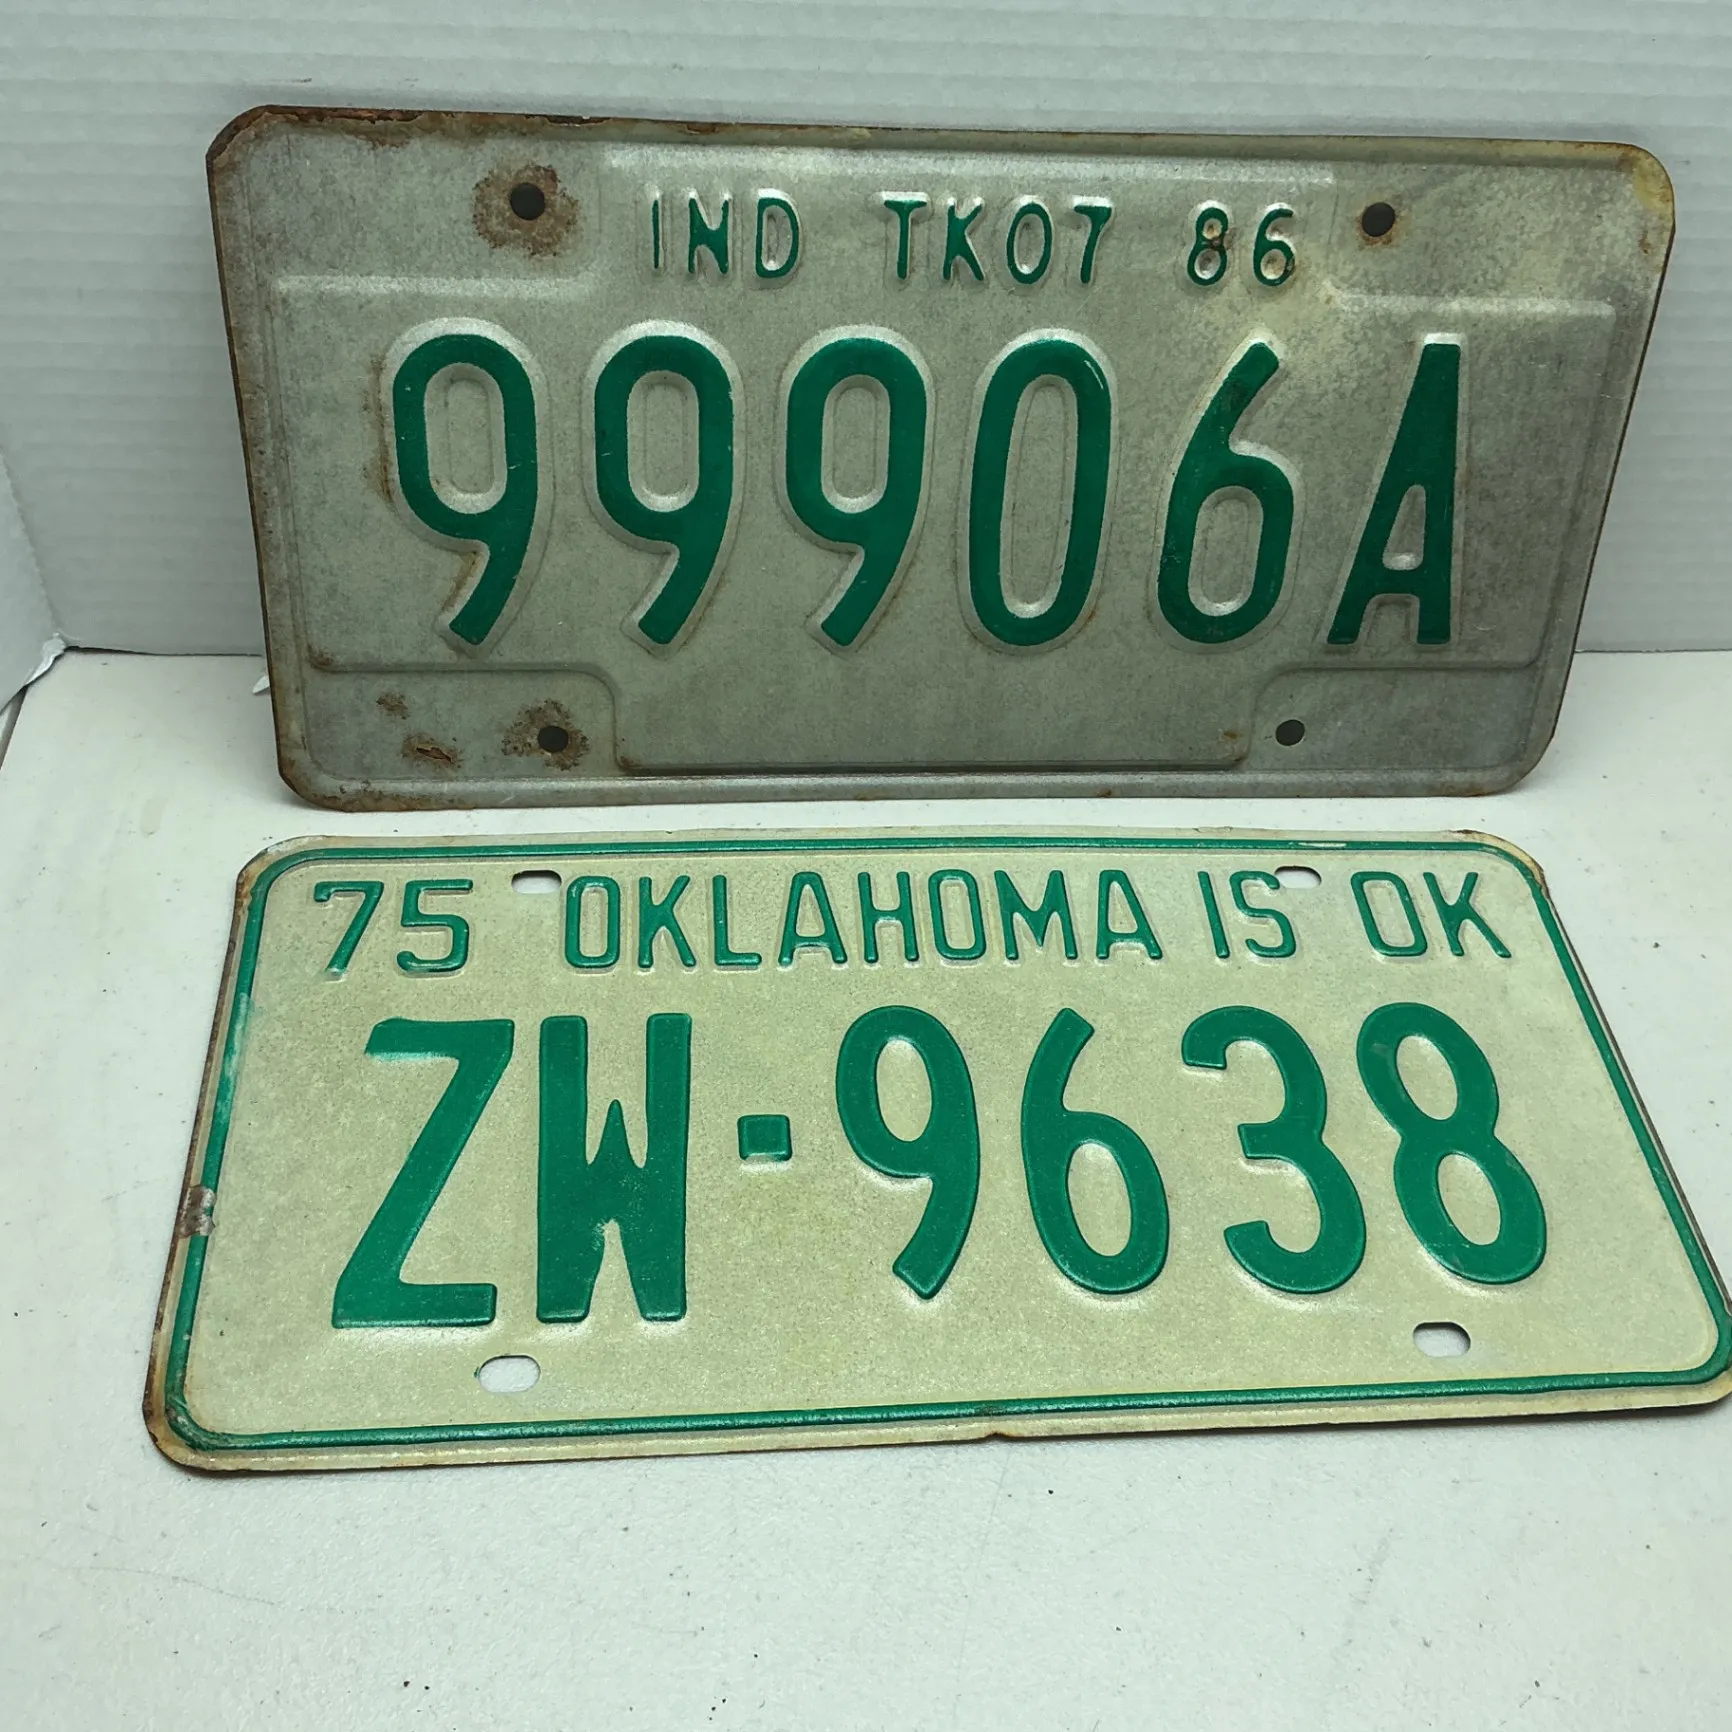 IND TK07 86
99906A
75 OKLAHOMA IS OK
ZW-9638